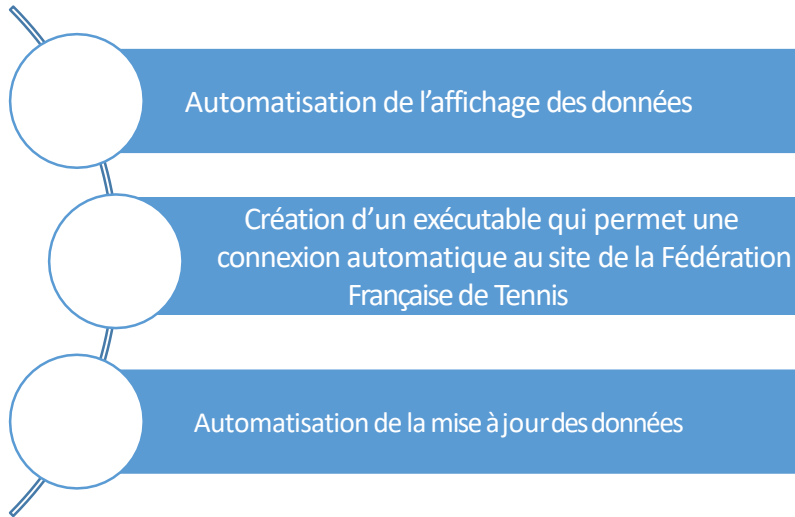 Automatisation de l’affichage des données
Création d’un exécutable qui permet une
connexion automatique au site de la Fédération
Française de Tennis
Automatisation de la mise à jour des données